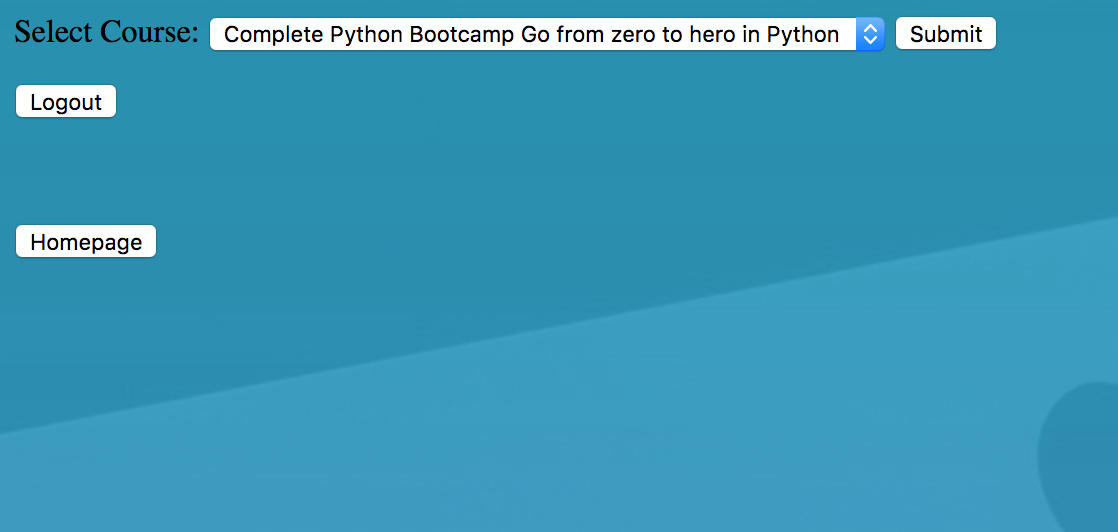 Select Course: Complete Python Bootcamp Go from zero to hero in Python Submit
Logout
Homepage